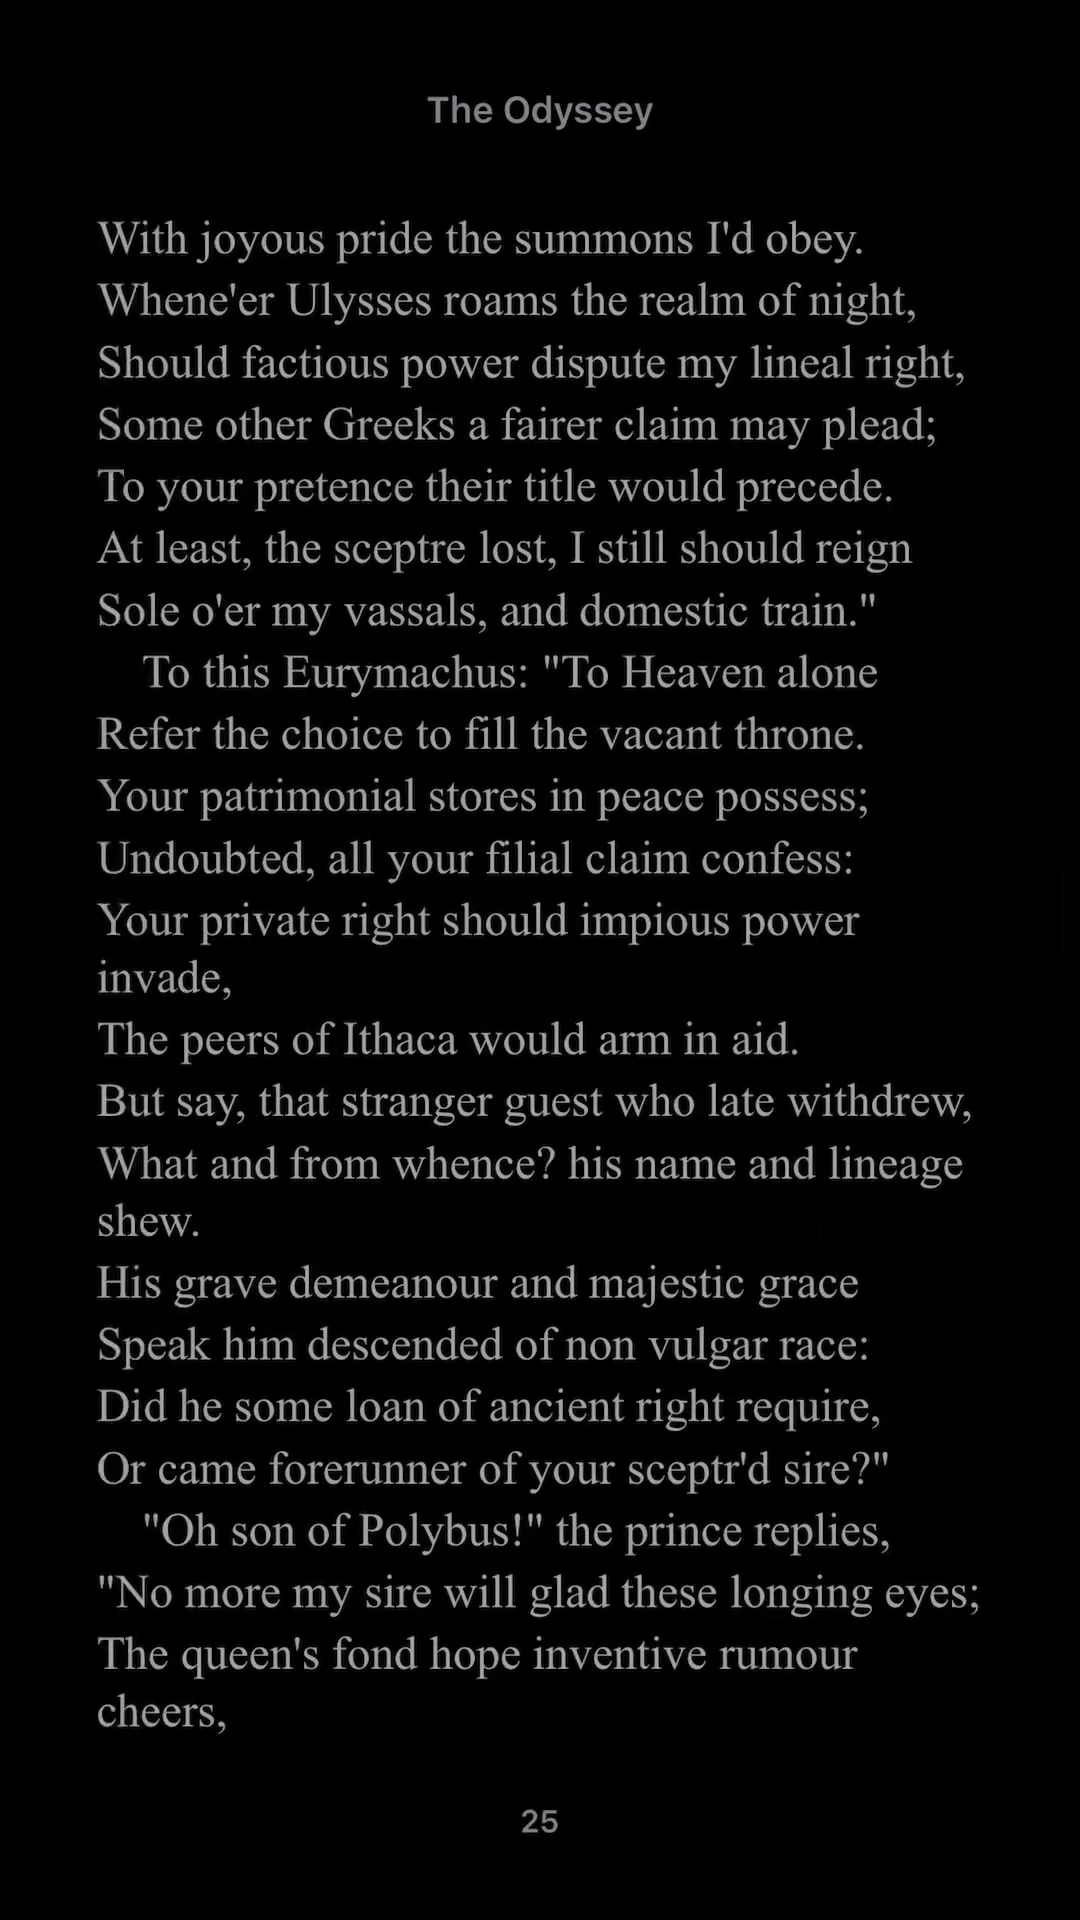 The Odyssey
With joyous pride the summons I'd obey.
Whene'er Ulysses roams the realm of night,
Should factious power dispute my lineal right,
Some other Greeks a fairer claim may plead;
To your pretence their title would precede.
At least, the sceptre lost, I still should reign
Sole o'er my vassals, and domestic train."
To this Eurymachus: "To Heaven alone
Refer the choice to fill the vacant throne.
Your patrimonial stores in peace possess;
Undoubted, all your filial claim confess:
Your private right should impious power
invade,
The peers of Ithaca would arm in aid.
But say, that stranger guest who late withdrew,
What and from whence? his name and lineage
shew.
His grave demeanour and majestic grace
Speak him descended of non vulgar race:
Did he some loan of ancient right require,
Or came forerunner of your sceptr'd sire?"
"Oh son of Polybus!" the prince replies,
"No more my sire will glad these longing eyes;
The queen's fond hope inventive rumour
cheers,
25